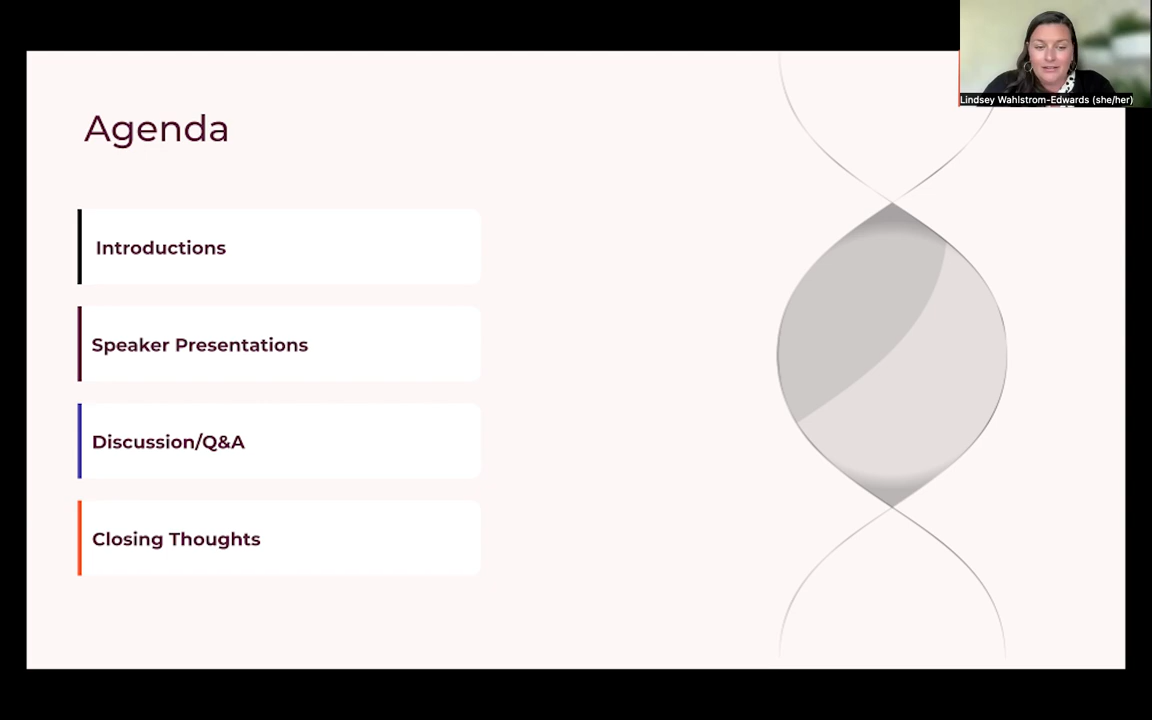 Lindsey Wahlstrom-Edwards (she/her)
Agenda
Introductions
Speaker Presentations
Discussion/Q&A
Closing Thoughts